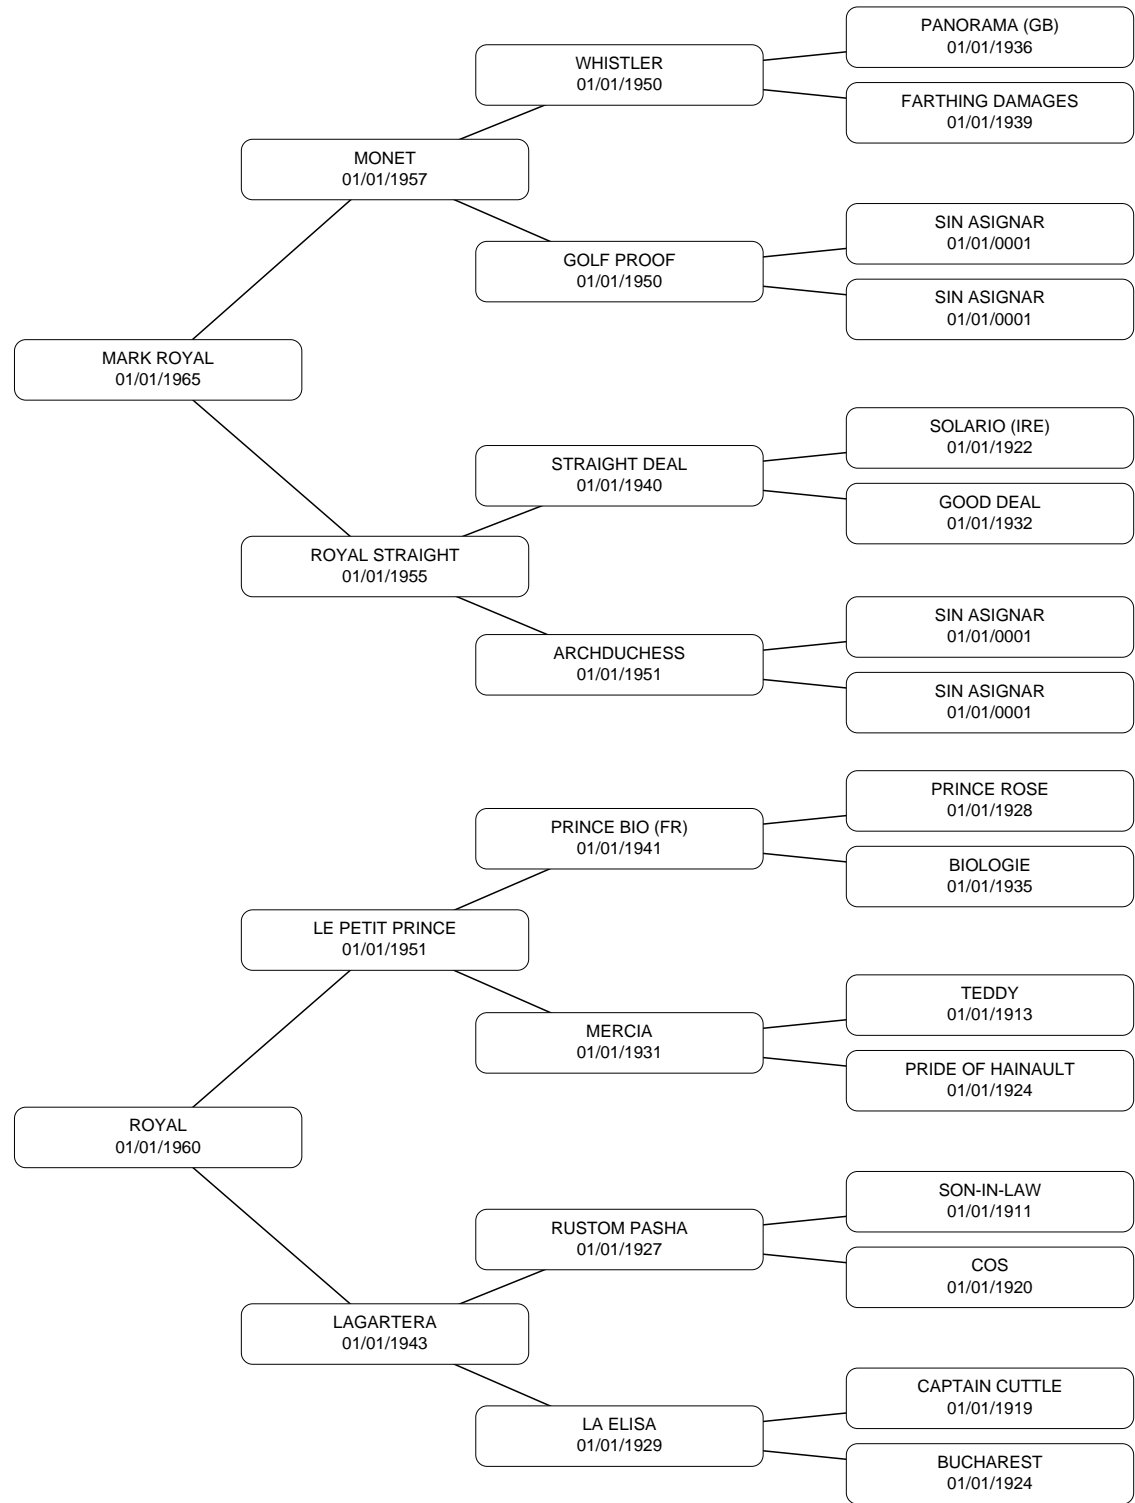 PANORAMA (GB)
01/01/1936
WHISTLER
01/01/1950
FARTHING DAMAGES
01/01/1939
MONET
01/01/1957
SIN ASIGNAR
01/01/0001
GOLF PROOF
01/01/1950
SIN ASIGNAR
01/01/0001
MARK ROYAL
01/01/1965
SOLARIO (IRE)
01/01/1922
STRAIGHT DEAL
01/01/1940
GOOD DEAL
01/01/1932
ROYAL STRAIGHT
01/01/1955
SIN ASIGNAR
01/01/0001
ARCHDUCHESS
01/01/1951
SIN ASIGNAR
01/01/0001
PRINCE ROSE
01/01/1928
PRINCE BIO (FR)
01/01/1941
BIOLOGIE
01/01/1935
LE PETIT PRINCE
01/01/1951
TEDDY
01/01/1913
MERCIA
01/01/1931
PRIDE OF HAINAULT
01/01/1924
ROYAL
01/01/1960
SON-IN-LAW
01/01/1911
RUSTOM PASHA
01/01/1927
COS
01/01/1920
LAGARTERA
01/01/1943
CAPTAIN CUTTLE
01/01/1919
LA ELISA
01/01/1929
BUCHAREST
01/01/1924